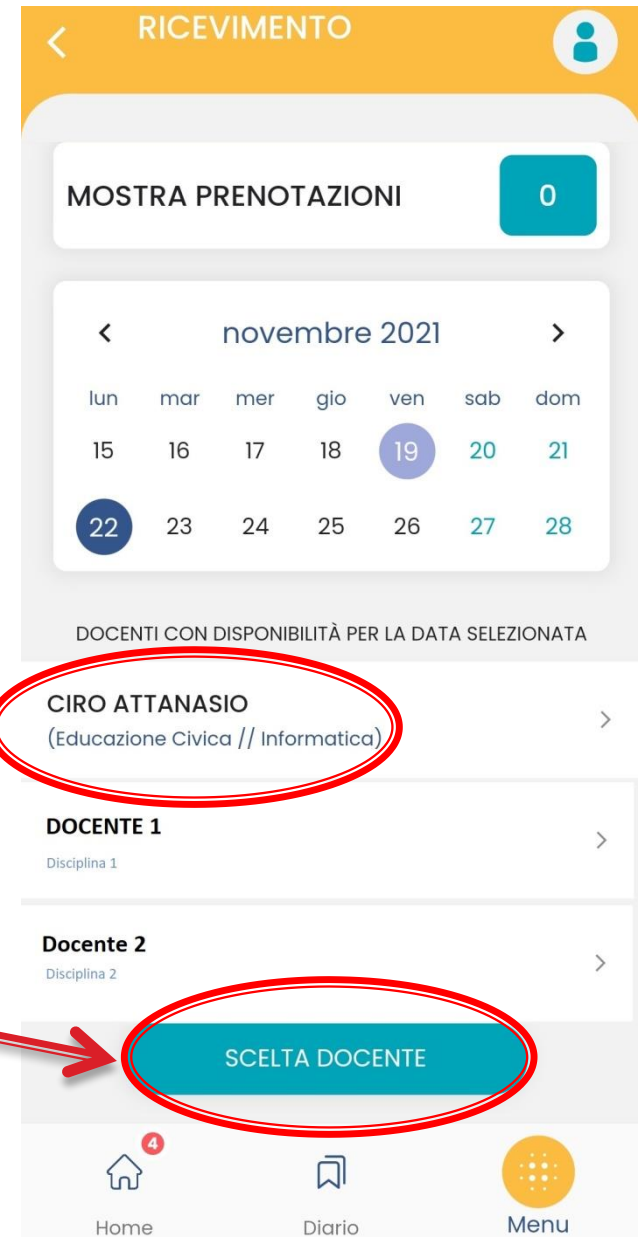 RICEVIMENTO
MOSTRA PRENOTAZIONI 0
novembre 2021
lun mar mer gio ven sab dom
15 16 17 18 19 20 21
22 23 24 25 26 27 28
DOCENTI CON DISPONIBILITÀ PER LA DATA SELEZIONATA
CIRO ATTANASIO
(Educazione Civica // Informatica)
DOCENTE 1
Disciplina 1
Docente 2
Disciplina 2
SCELTA DOCENTE
4
Home Diario Menu